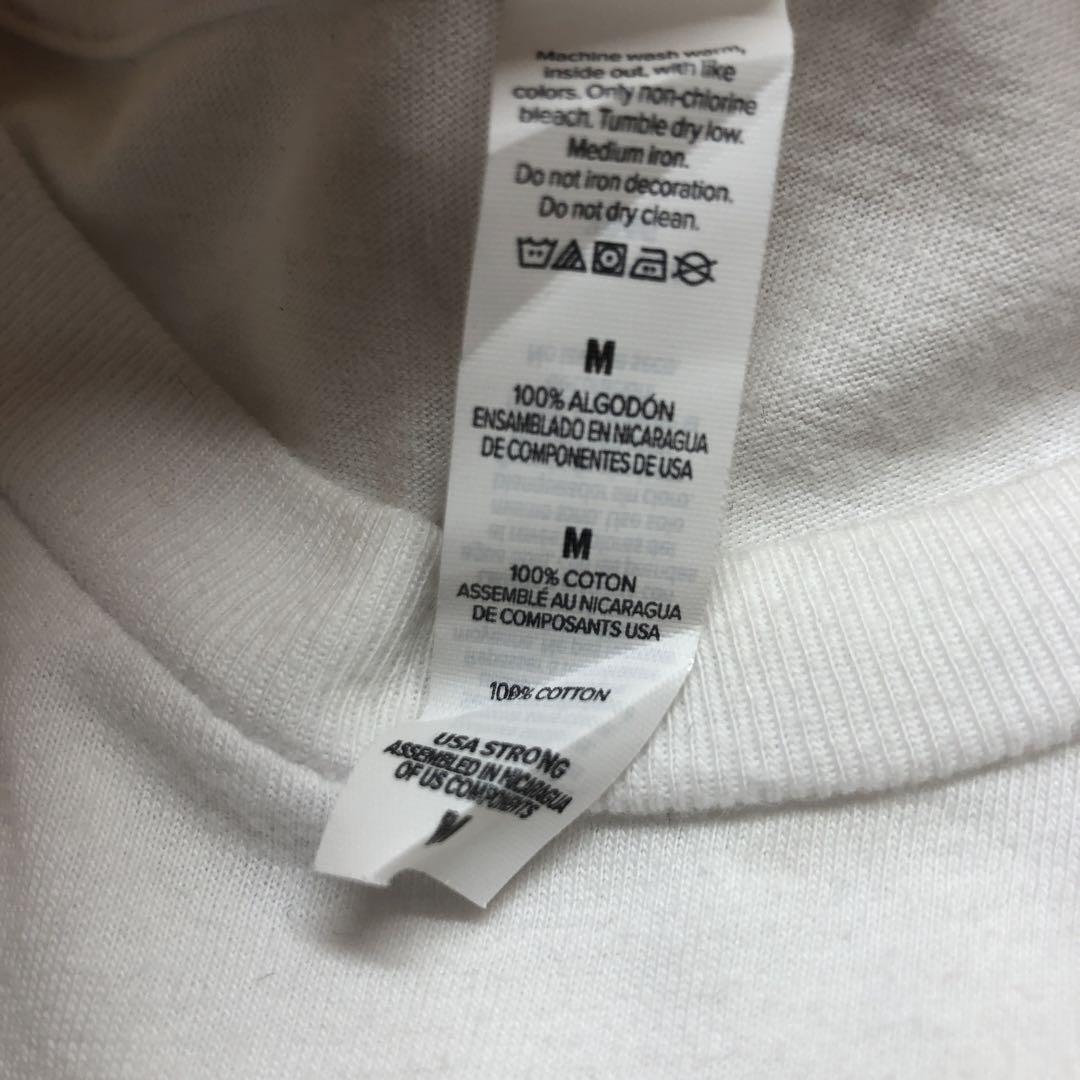 Machine wash warm,
inside out, with like
colors. Only non-chlorine
bleach. Tumble dry low.
Medium iron.
Do not iron decoration.
Do not dry clean.
M
100% ALGODÓN
ENSAMBLADO EN NICARAGUA
DE COMPONENTES DE USA
M
100% COTON
ASSEMBLÉ AU NICARAGUA
DE COMPOSANTS USA
100% COTTON
USA STRONG
ASSEMBLED IN NICARAGUA
OF US COMPONENTS
M